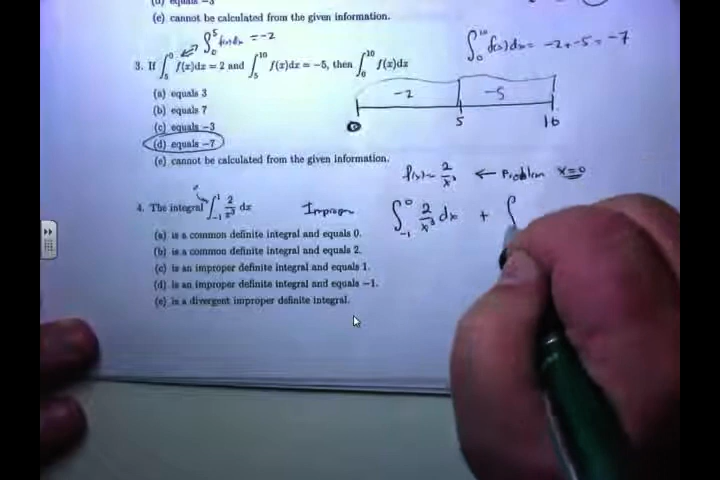 (d) equals −3
(e) cannot be calculated from the given information.
∫₀⁵ f(x)dx = -2
∫₀¹⁰ f(x)dx = -2+-5 = -7
3. If ∫₅⁰ f(x)dx = 2 and ∫₅¹⁰ f(x)dx = −5, then ∫₀¹⁰ f(x)dx
(a) equals 3
(b) equals 7
(c) equals −3
(d) equals −7
(e) cannot be calculated from the given information.
-2 -5
0 5 10
f(x) = 2/x³ ← Problem x=0
4. The integral ∫₋₁¹ 2/x³ dx
Improper
∫₋₁⁰ 2/x³ dx + ∫
(a) is a common definite integral and equals 0.
(b) is a common definite integral and equals 2.
(c) is an improper definite integral and equals 1.
(d) is an improper definite integral and equals −1.
(e) is a divergent improper definite integral.